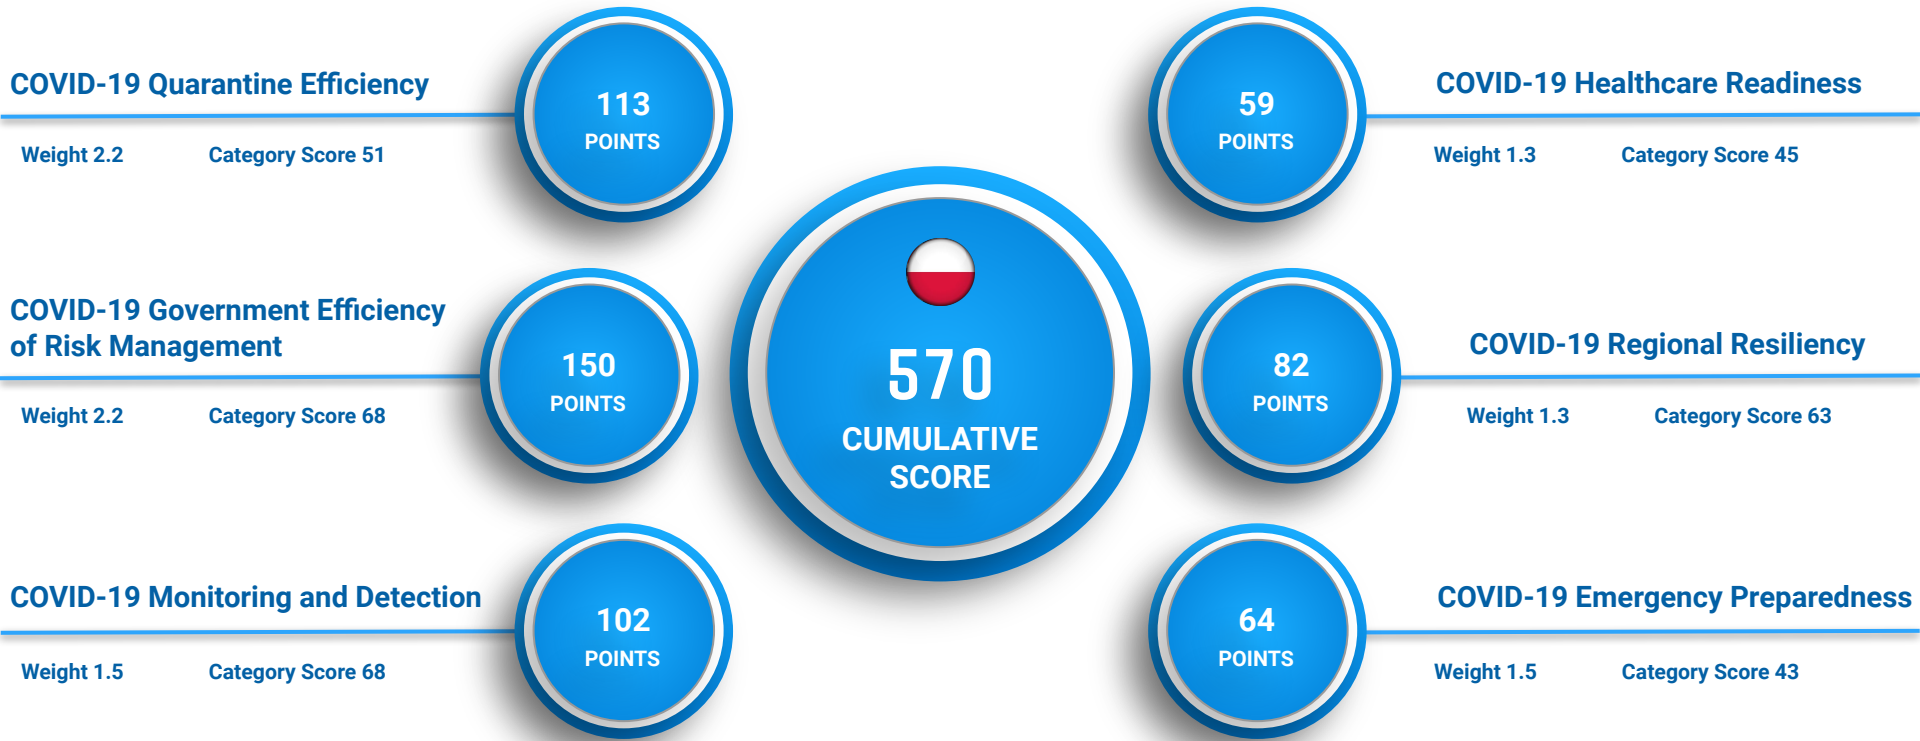 COVID-19 Quarantine Efficiency
Weight 2.2 Category Score 51
113
POINTS
COVID-19 Government Efficiency
of Risk Management
Weight 2.2 Category Score 68
150
POINTS
COVID-19 Monitoring and Detection
Weight 1.5 Category Score 68
102
POINTS
570
CUMULATIVE
SCORE
59
POINTS
COVID-19 Healthcare Readiness
Weight 1.3 Category Score 45
82
POINTS
COVID-19 Regional Resiliency
Weight 1.3 Category Score 63
64
POINTS
COVID-19 Emergency Preparedness
Weight 1.5 Category Score 43